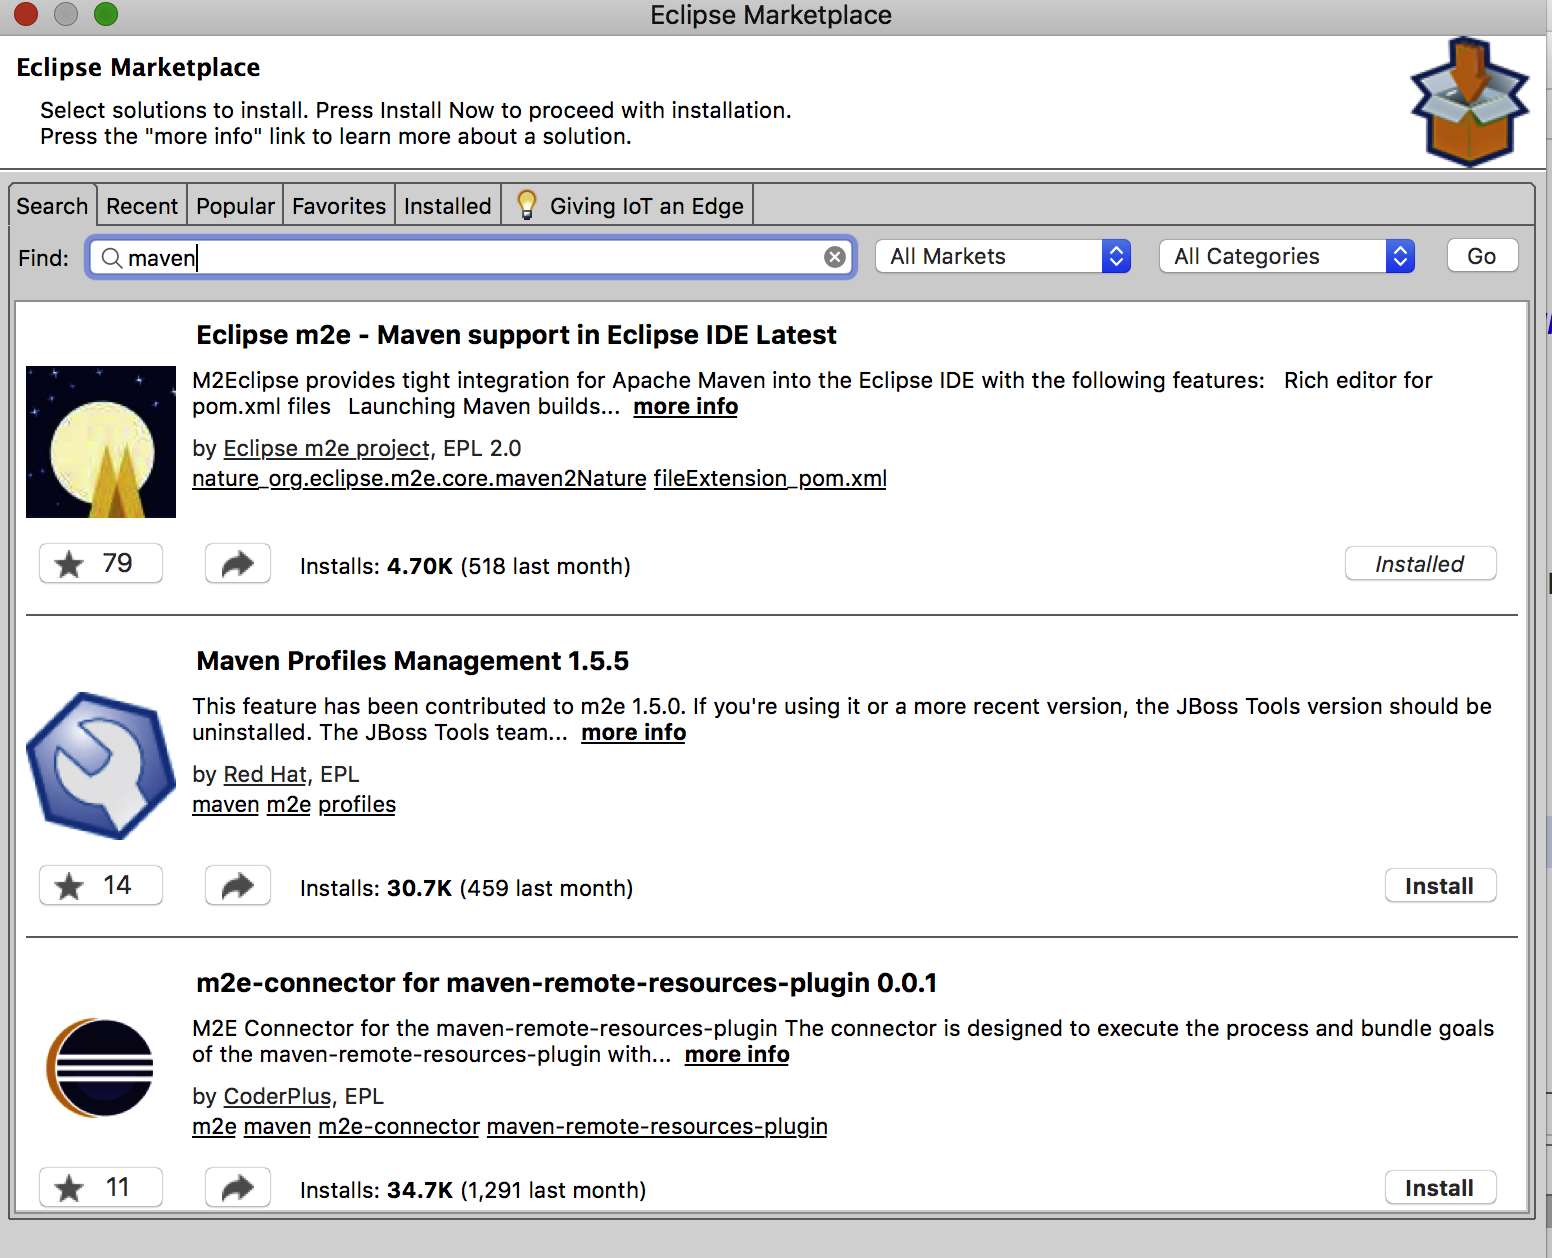 Eclipse Marketplace
Eclipse Marketplace
Select solutions to install. Press Install Now to proceed with installation.
Press the "more info" link to learn more about a solution.
Search Recent Popular Favorites Installed Giving IoT an Edge
Find: maven All Markets All Categories Go
Eclipse m2e - Maven support in Eclipse IDE Latest
M2Eclipse provides tight integration for Apache Maven into the Eclipse IDE with the following features: Rich editor for
pom.xml files Launching Maven builds... more info
by Eclipse m2e project, EPL 2.0
nature_org.eclipse.m2e.core.maven2Nature fileExtension_pom.xml
79 Installs: 4.70K (518 last month) Installed
Maven Profiles Management 1.5.5
This feature has been contributed to m2e 1.5.0. If you're using it or a more recent version, the JBoss Tools version should be
uninstalled. The JBoss Tools team... more info
by Red Hat, EPL
maven m2e profiles
14 Installs: 30.7K (459 last month) Install
m2e-connector for maven-remote-resources-plugin 0.0.1
M2E Connector for the maven-remote-resources-plugin The connector is designed to execute the process and bundle goals
of the maven-remote-resources-plugin with... more info
by CoderPlus, EPL
m2e maven m2e-connector maven-remote-resources-plugin
11 Installs: 34.7K (1,291 last month) Install